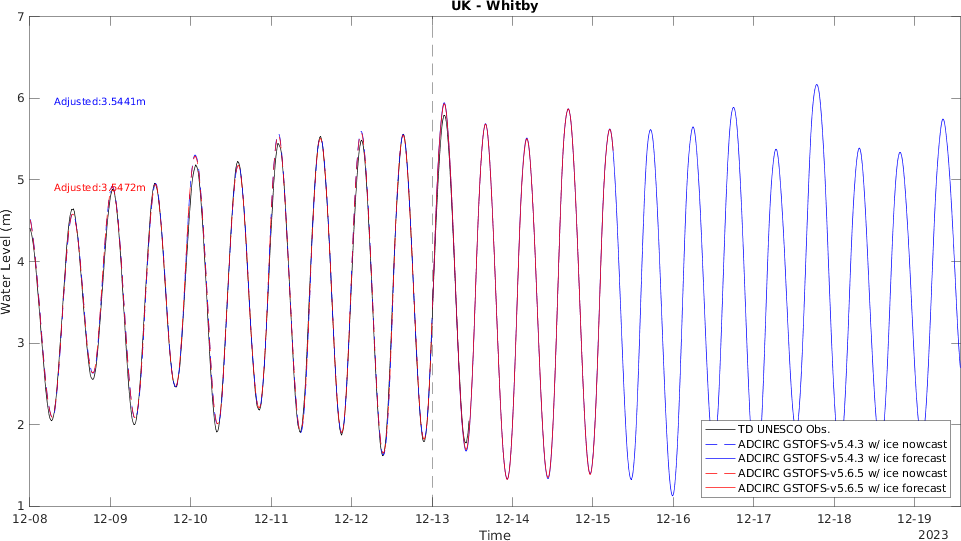 UK - Whitby
7
6
5
4
3
2
1
Water Level (m)
Adjusted:3.5441m
Adjusted:3.5472m
TD UNESCO Obs.
ADCIRC GSTOFS-v5.4.3 w/ ice nowcast
ADCIRC GSTOFS-v5.4.3 w/ ice forecast
ADCIRC GSTOFS-v5.6.5 w/ ice nowcast
ADCIRC GSTOFS-v5.6.5 w/ ice forecast
12-08 12-09 12-10 12-11 12-12 12-13 12-14 12-15 12-16 12-17 12-18 12-19
Time
2023